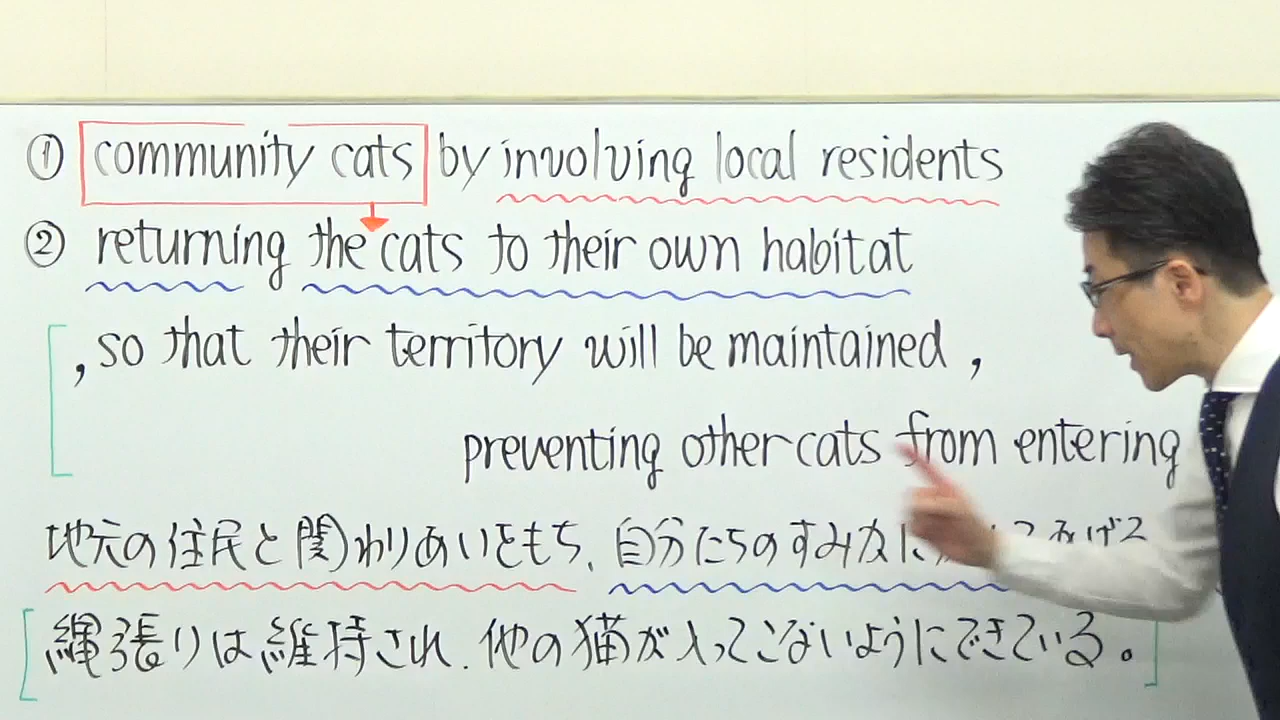 ① community cats by involving local residents
② returning the cats to their own habitat
, so that their territory will be maintained ,
preventing other cats from entering
地元の住民と関わりあいをもち、自分たちのすみかに
縄張りは維持され、他の猫が入ってこないようにできている。